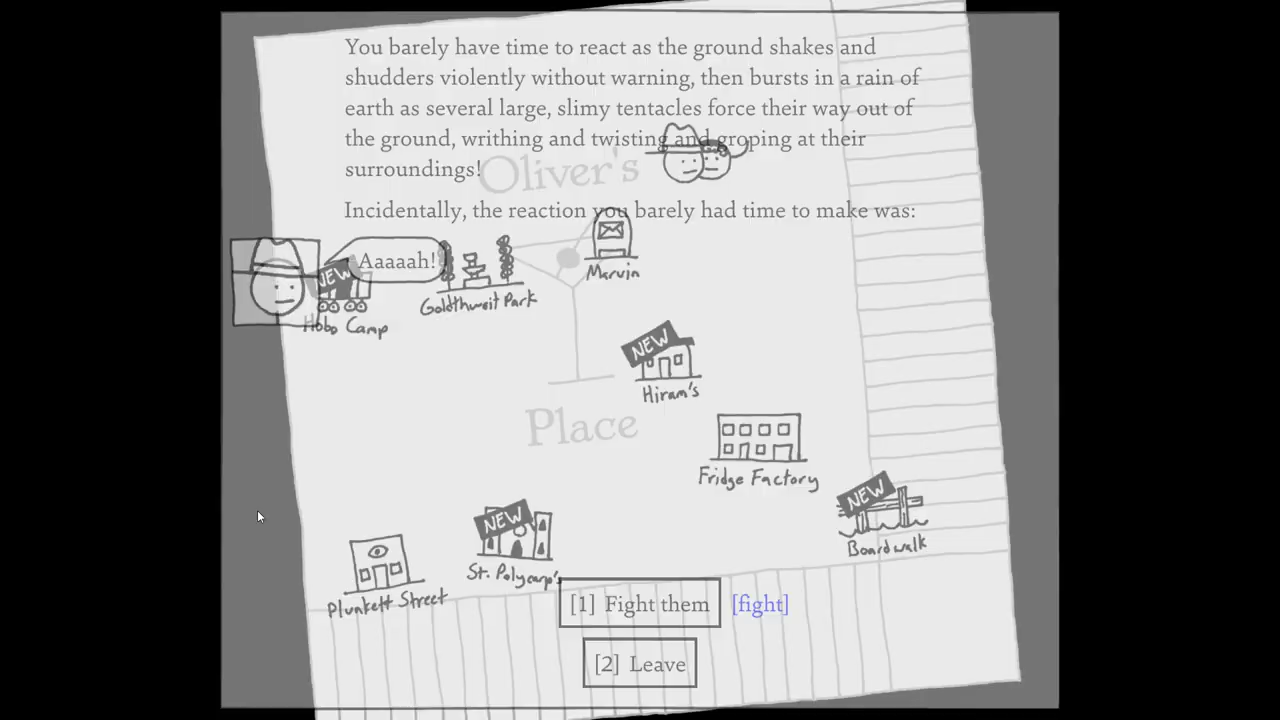 You barely have time to react as the ground shakes and
shudders violently without warning, then bursts in a rain of
earth as several large, slimy tentacles force their way out of
the ground, writhing and twisting and groping at their
surroundings!
Oliver's
Incidentally, the reaction you barely had time to make was:
Aaaaah!
NEW
Hobo Camp
Goldthwait Park
Marvin
NEW
Hiram's
Place
Fridge Factory
NEW
Boardwalk
NEW
St. Polycarp's
Plunkett Street
[1] Fight them [fight]
[2] Leave